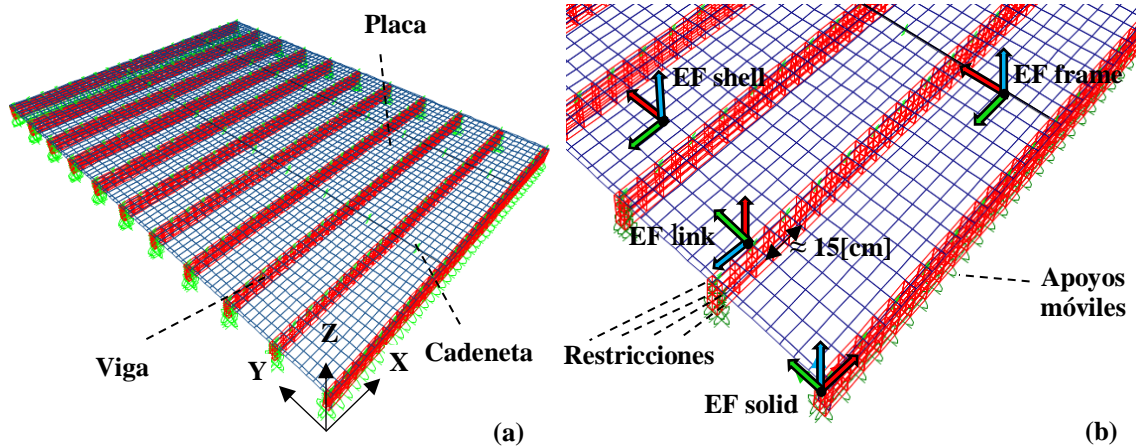 Placa
Viga
Cadeneta
Z
Y
X
(a)
EF shell
EF frame
EF link
≈ 15[cm]
Apoyos
móviles
Restricciones
EF solid
(b)